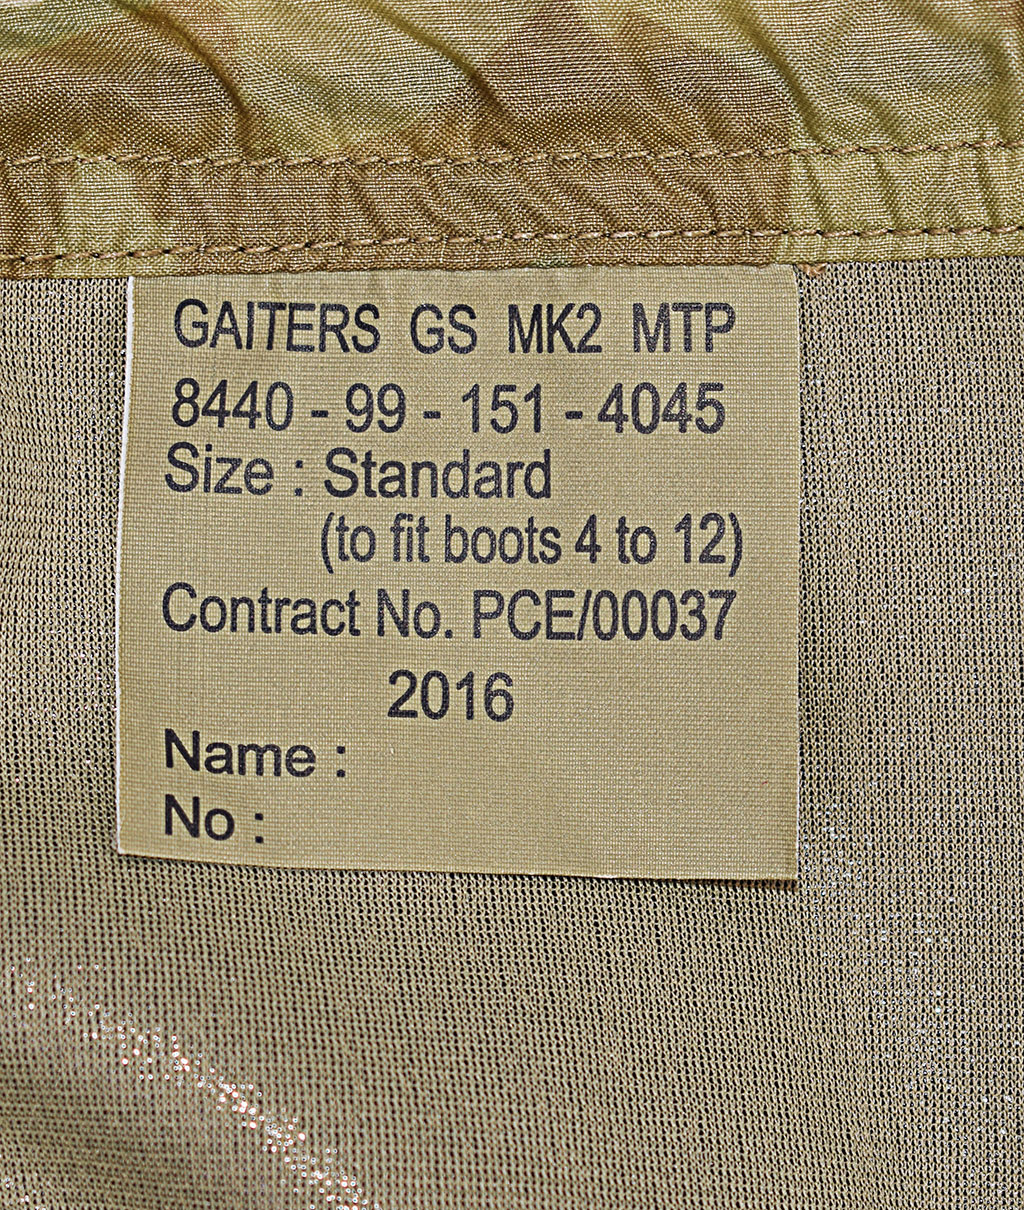 GAITERS GS MK2 MTP
8440 - 99 - 151 - 4045
Size : Standard
(to fit boots 4 to 12)
Contract No. PCE/00037
2016
Name :
No :